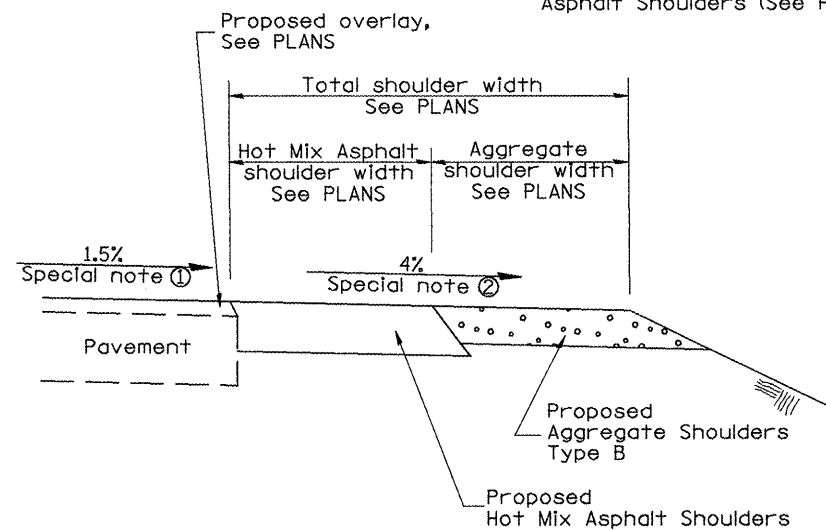 Asphalt Shoulders (See P
Proposed overlay,
See PLANS
Total shoulder width
See PLANS
Hot Mix Asphalt
shoulder width
See PLANS
Aggregate
shoulder width
See PLANS
1.5%
Special note ①
4%
Special note ②
Pavement
Proposed
Aggregate Shoulders
Type B
Proposed
Hot Mix Asphalt Shoulders